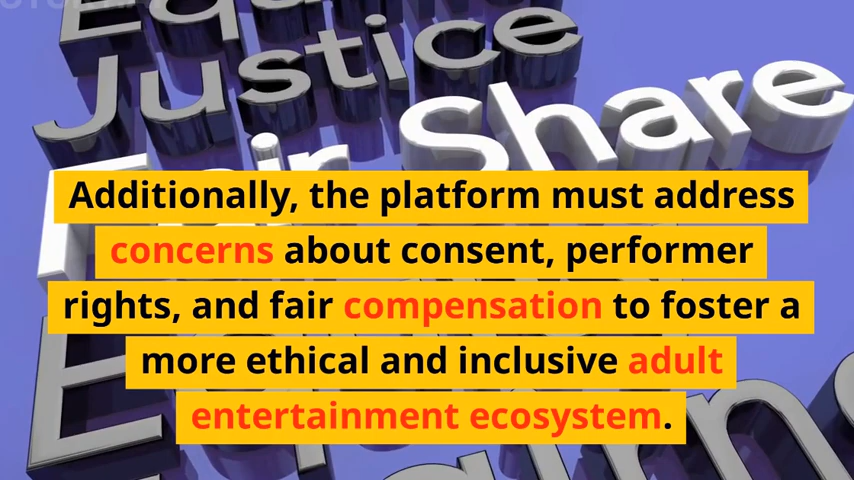 Justice
Fair Share
Additionally, the platform must address
concerns about consent, performer
rights, and fair compensation to foster a
more ethical and inclusive adult
entertainment ecosystem.